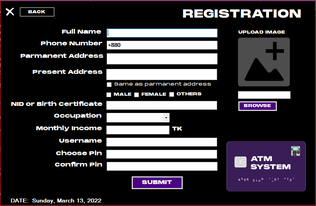 BACK
REGISTRATION
Full Name
UPLOAD IMAGE
Phone Number +880
Parmanent Address
Present Address
Same as parmanent address
MALE FEMALE OTHERS
NID or Birth Certificate
BROWSE
Occupation
Monthly Income TK
Username
Choose Pin
Confirm Pin
ATM
SYSTEM
SUBMIT
DATE: Sunday, March 13, 2022